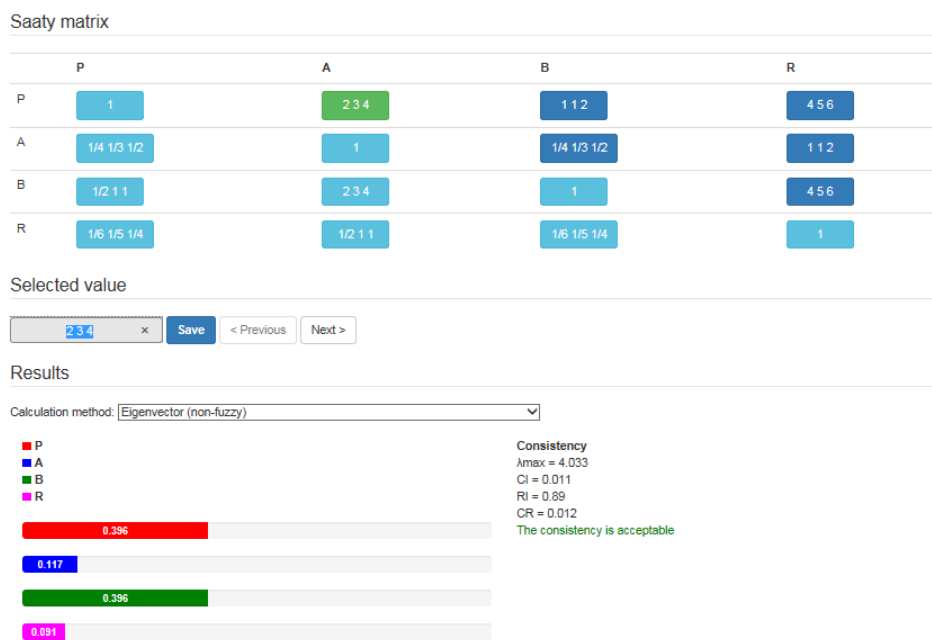 Saaty matrix
P A B R
P 1 2 3 4 1 1 2 4 5 6
A 1/4 1/3 1/2 1 1/4 1/3 1/2 1 1 2
B 1/2 1 1 2 3 4 1 4 5 6
R 1/6 1/5 1/4 1/2 1 1 1/6 1/5 1/4 1
Selected value
2 3 4 × Save < Previous Next >
Results
Calculation method: Eigenvector (non-fuzzy)
P
A
B
R
Consistency
λmax = 4.033
CI = 0.011
RI = 0.89
CR = 0.012
The consistency is acceptable
0.396
0.117
0.396
0.091